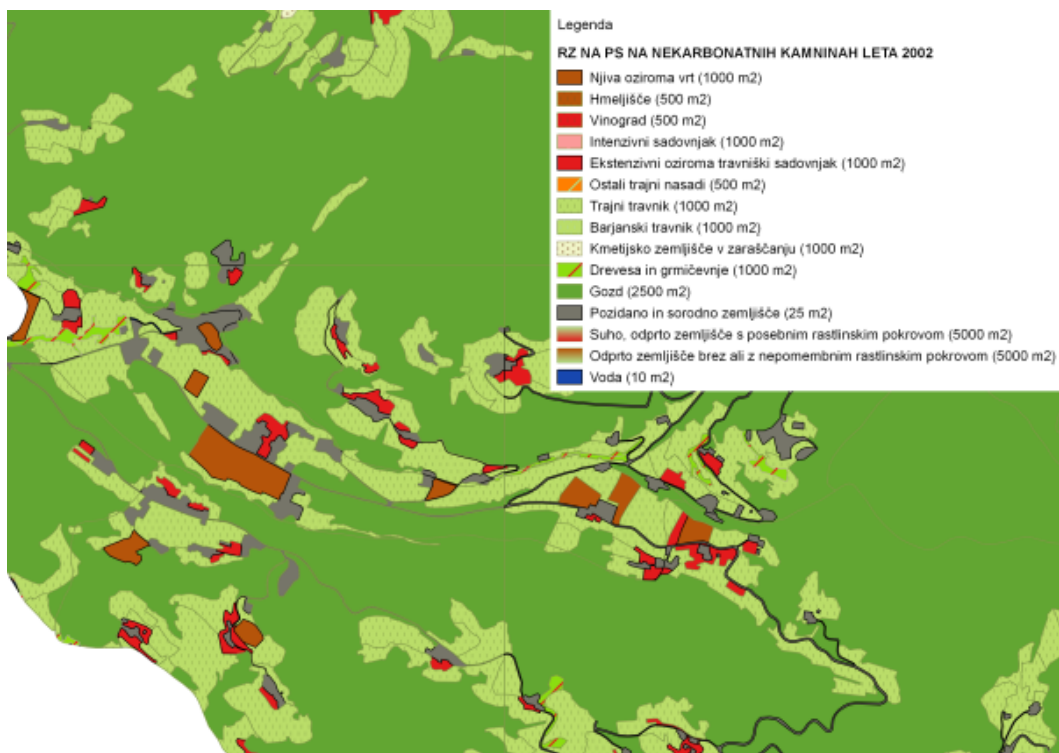 Legenda
RZ NA PS NA NEKARBONATNIH KAMNINAH LETA 2002
Njiva oziroma vrt (1000 m2)
Hmeljišče (500 m2)
Vinograd (500 m2)
Intenzivni sadovnjak (1000 m2)
Ekstenzivni oziroma travniški sadovnjak (1000 m2)
Ostali trajni nasadi (500 m2)
Trajni travnik (1000 m2)
Barjanski travnik (1000 m2)
Kmetijsko zemljišče v zaraščanju (1000 m2)
Drevesa in grmičevnje (1000 m2)
Gozd (2500 m2)
Pozidano in sorodno zemljišče (25 m2)
Suho, odprto zemljišče s posebnim rastlinskim pokrovom (5000 m2)
Odprto zemljišče brez ali z nepomembnim rastlinskim pokrovom (5000 m2)
Voda (10 m2)